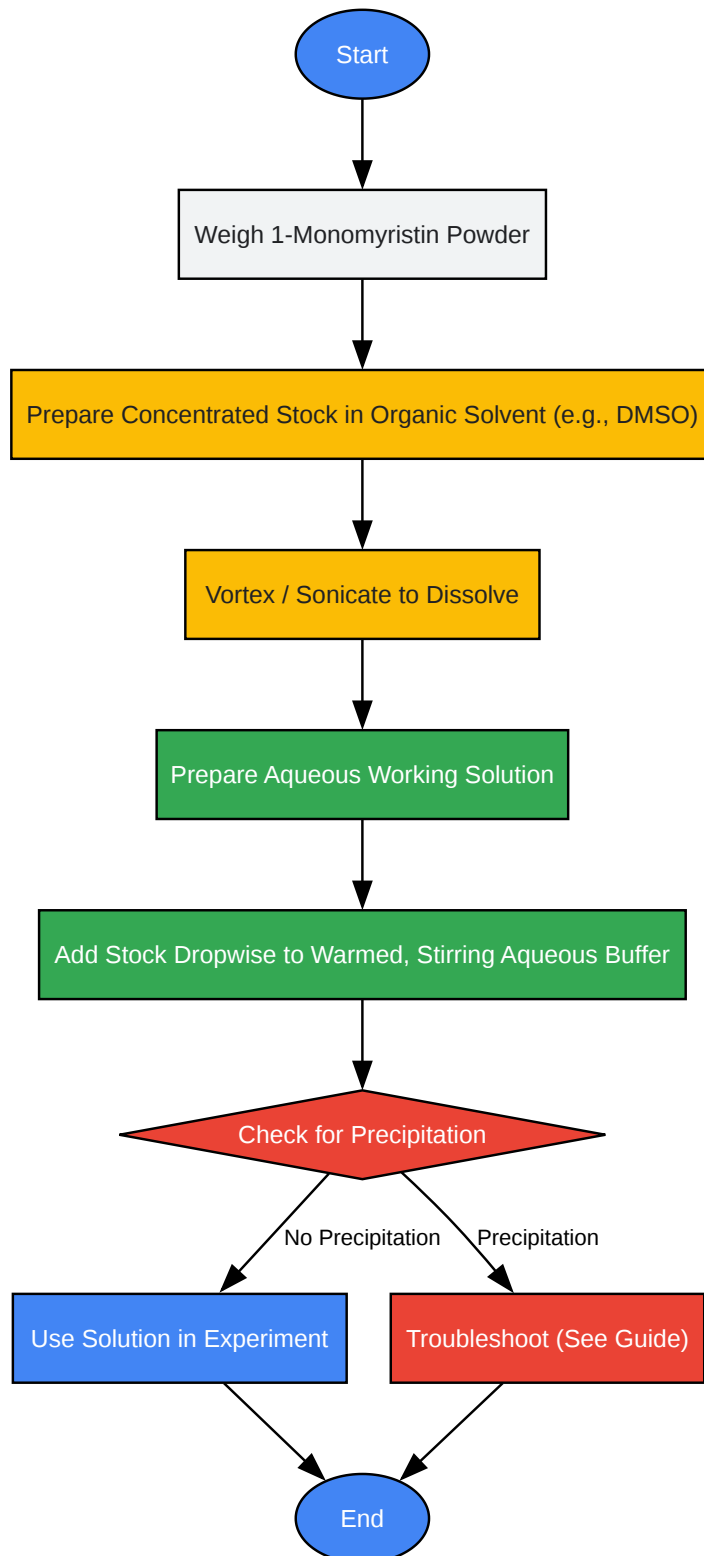 Start
Weigh 1-Monomyristin Powder
Prepare Concentrated Stock in Organic Solvent (e.g., DMSO)
Vortex / Sonicate to Dissolve
Prepare Aqueous Working Solution
Add Stock Dropwise to Warmed, Stirring Aqueous Buffer
Check for Precipitation
No Precipitation
Precipitation
Use Solution in Experiment
Troubleshoot (See Guide)
End